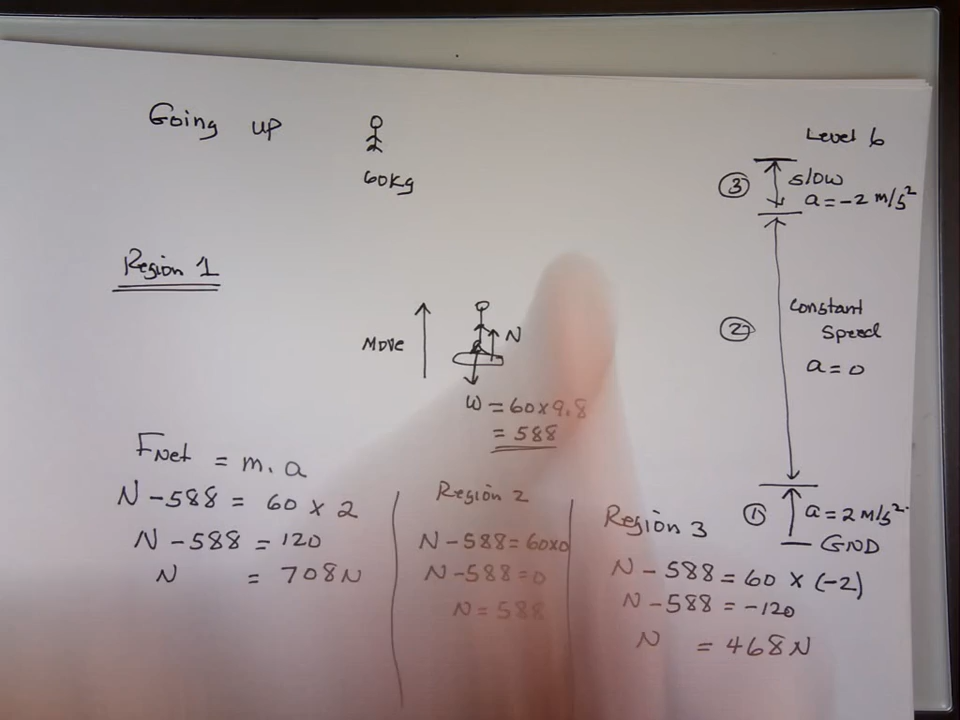 Going up
60kg
Level 6
③ slow
a = -2 m/s²
Region 1
Move
N
② Constant
Speed
a = 0
W = 60 x 9.8
= 588
FNet = m. a
N - 588 = 60 x 2
N - 588 = 120
N = 708N
Region 2
N - 588 = 60x0
N - 588 = 0
N = 588
① a = 2 m/s²
GND
Region 3
N - 588 = 60 x (-2)
N - 588 = -120
N = 468N